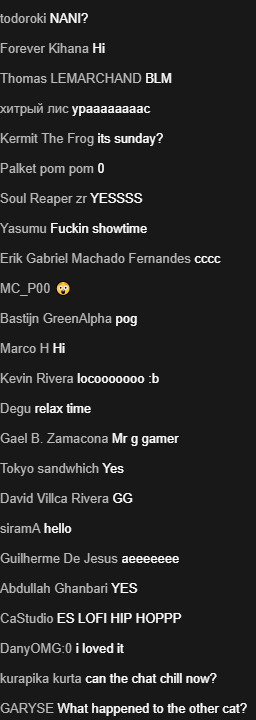 todoroki NANI?
Forever Kihana Hi
Thomas LEMARCHAND BLM
хитрый лис ураааааааас
Kermit The Frog its sunday?
Palket pom pom 0
Soul Reaper zr YESSSS
Yasumu Fuckin showtime
Erik Gabriel Machado Fernandes cccc
MC_P00 😲
Bastijn GreenAlpha pog
Marco H Hi
Kevin Rivera locooooooo :b
Degu relax time
Gael B. Zamacona Mr g gamer
Tokyo sandwhich Yes
David Villca Rivera GG
siramA hello
Guilherme De Jesus aeeeeeee
Abdullah Ghanbari YES
CaStudio ES LOFI HIP HOPPP
DanyOMG:0 i loved it
kurapika kurta can the chat chill now?
GARYSE What happened to the other cat?